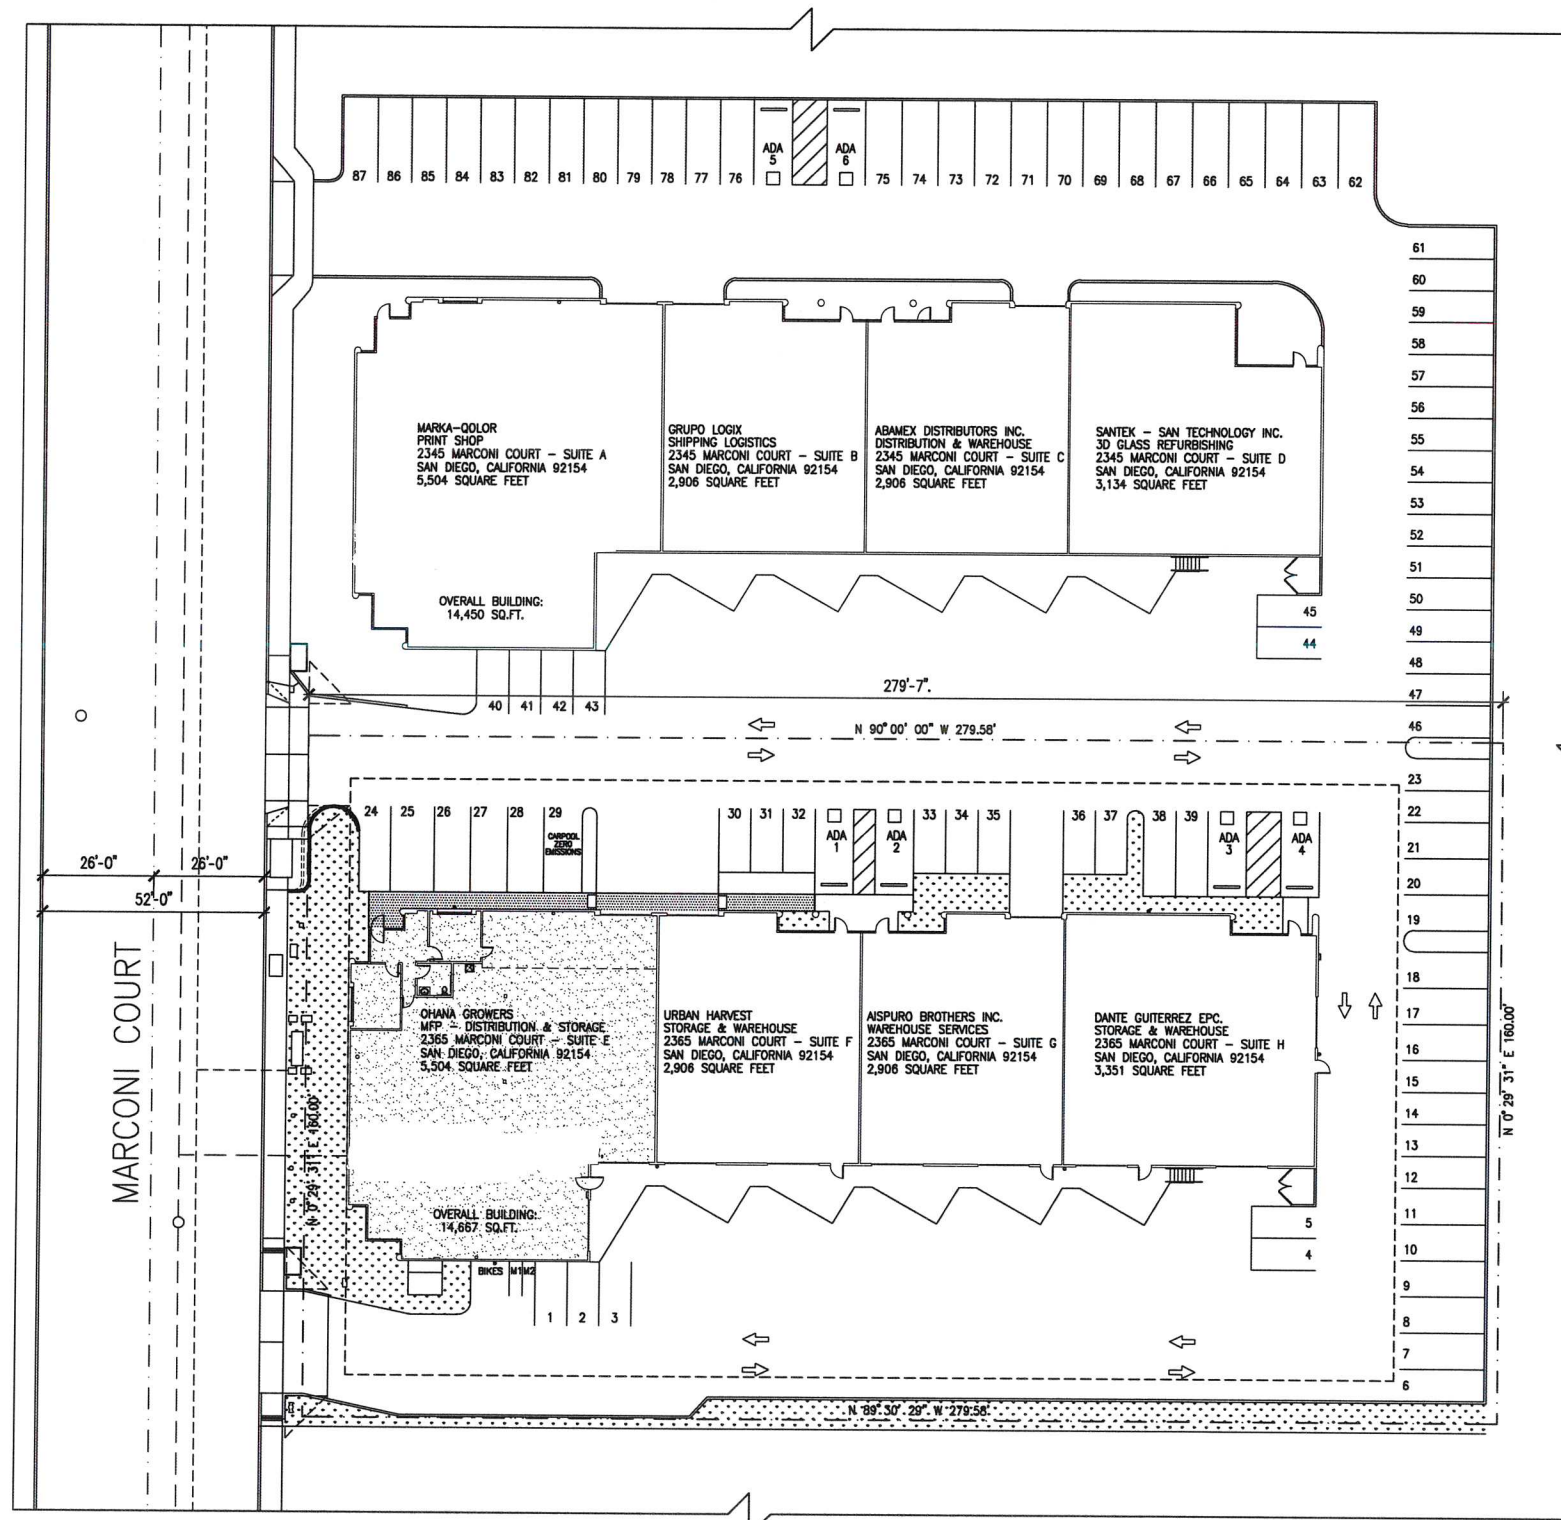 87 86 85 84 83 82 81 80 79 78 77 76 ADA 5 ADA 6 75 74 73 72 71 70 69 68 67 66 65 64 63 62
61
60
59
58
57
56
55
54
53
52
51
50
49
48
47
46
MARKA-QOLOR
PRINT SHOP
2345 MARCONI COURT - SUITE A
SAN DIEGO, CALIFORNIA 92154
5,504 SQUARE FEET
GRUPO LOGIX
SHIPPING LOGISTICS
2345 MARCONI COURT - SUITE B
SAN DIEGO, CALIFORNIA 92154
2,906 SQUARE FEET
ABAMEX DISTRIBUTORS INC.
DISTRIBUTION & WAREHOUSE
2345 MARCONI COURT - SUITE C
SAN DIEGO, CALIFORNIA 92154
2,906 SQUARE FEET
SANTEK - SAN TECHNOLOGY INC.
3D GLASS REFURBISHING
2345 MARCONI COURT - SUITE D
SAN DIEGO, CALIFORNIA 92154
3,134 SQUARE FEET
OVERALL BUILDING:
14,450 SQ.FT.
45
44
40 41 42 43
279'-7".
N 90° 00' 00" W 279.58'
24 25 26 27 28 29
CARPOOL
ZERO
EMISSIONS
30 31 32 ADA 1 ADA 2 33 34 35 36 37 38 39 ADA 3 ADA 4
23
22
21
20
19
18
17
16
15
14
13
12
11
10
9
8
7
6
26'-0" 26'-0"
52'-0"
MARCONI COURT
N 0° 29' 31" E 160.00'
OHANA GROWERS
MFP - DISTRIBUTION & STORAGE
2365 MARCONI COURT - SUITE E
SAN DIEGO, CALIFORNIA 92154
5,504 SQUARE FEET
URBAN HARVEST
STORAGE & WAREHOUSE
2365 MARCONI COURT - SUITE F
SAN DIEGO, CALIFORNIA 92154
2,906 SQUARE FEET
AISPURO BROTHERS INC.
WAREHOUSE SERVICES
2365 MARCONI COURT - SUITE G
SAN DIEGO, CALIFORNIA 92154
2,906 SQUARE FEET
DANTE GUITERREZ EPC.
STORAGE & WAREHOUSE
2365 MARCONI COURT - SUITE H
SAN DIEGO, CALIFORNIA 92154
3,351 SQUARE FEET
N 0° 29' 31" E 160.00'
OVERALL BUILDING:
14,667 SQ.FT.
5
4
BIKES M1 M2
1 2 3
N 89° 30' 29" W 279.58'